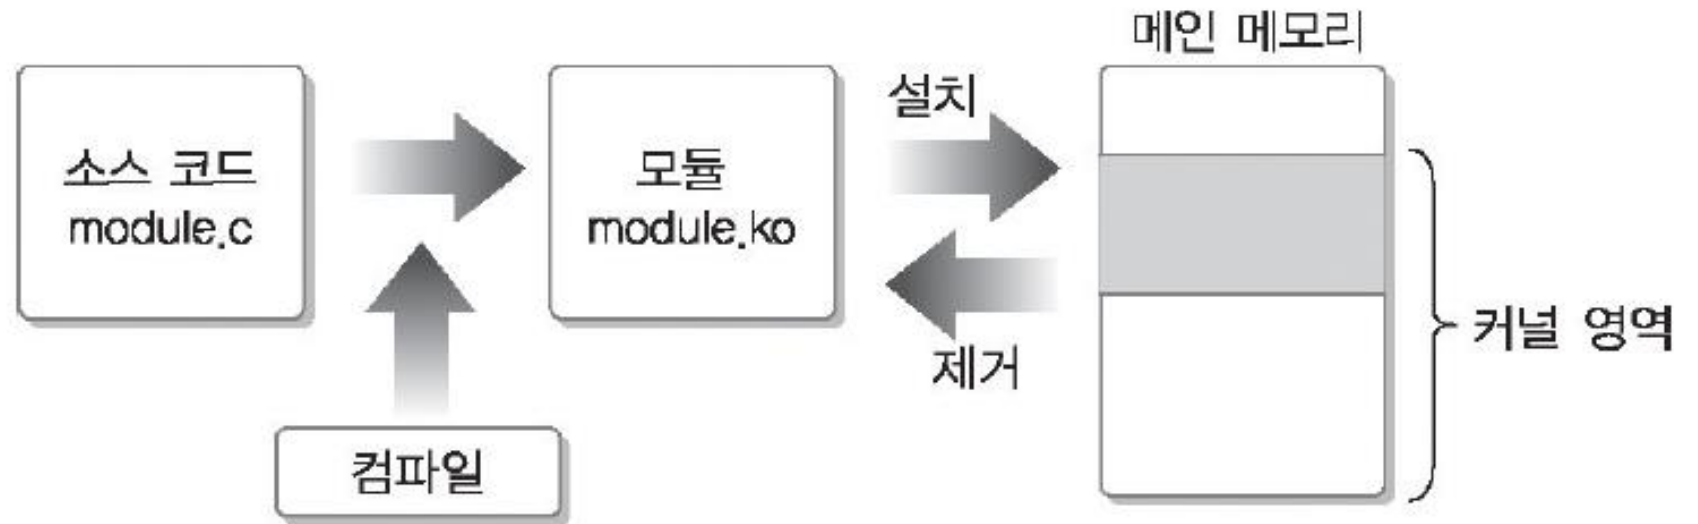 메인 메모리
소스 코드
module.c
모듈
module.ko
설치
제거
커널 영역
컴파일